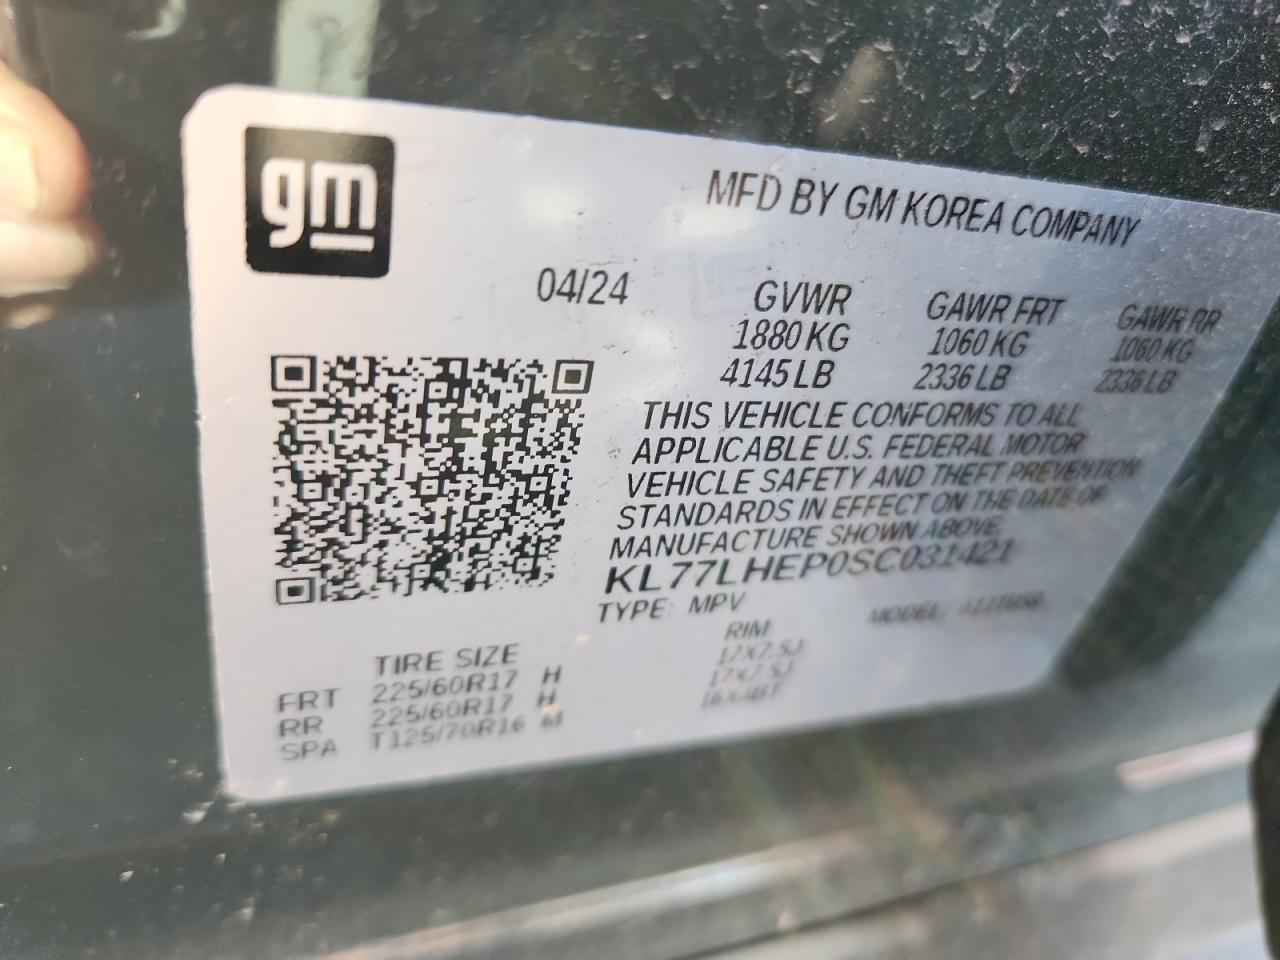 gm
MFD BY GM KOREA COMPANY
04/24
GVWR GAWR FRT GAWR RR
1880 KG 1060 KG 1060 KG
4145 LB 2336 LB 2336 LB
THIS VEHICLE CONFORMS TO ALL
APPLICABLE U.S. FEDERAL MOTOR
VEHICLE SAFETY AND THEFT PREVENTION
STANDARDS IN EFFECT ON THE DATE OF
MANUFACTURE SHOWN ABOVE.
KL77LHEP0SC031421
TYPE: MPV MODEL:
TIRE SIZE RIM
FRT 225/60R17 H 17X7.5J
RR 225/60R17 H 17X7.5J
SPA T125/70R16 M 16X4BT